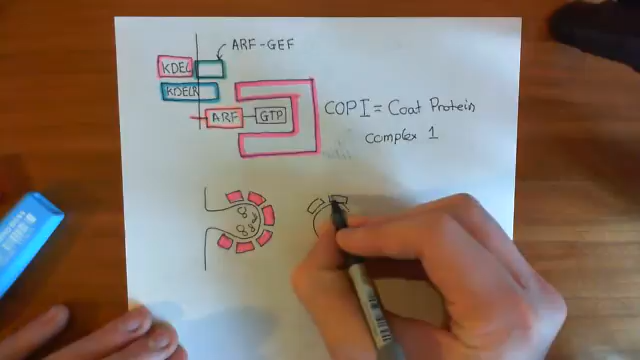 ARF-GEF
KDEL
KDELR
ARF
GTP
COPI = Coat Protein
Complex 1